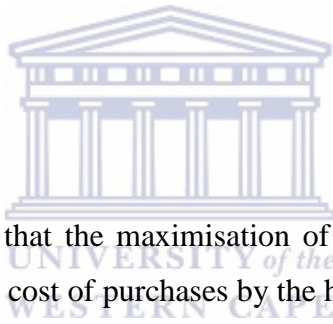 that the maximisation of
UNIVERSITY of the
cost of purchases by the h
WESTERN CAPE